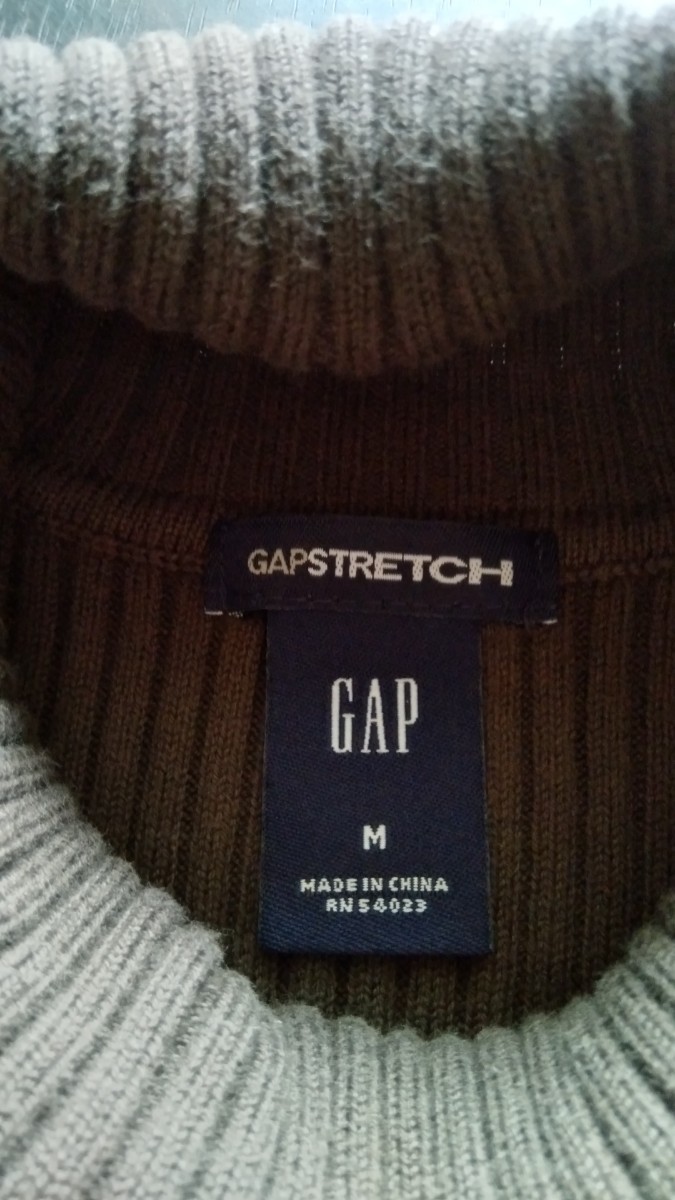 GAPSTRETCH
GAP
M
MADE IN CHINA
RN 54023